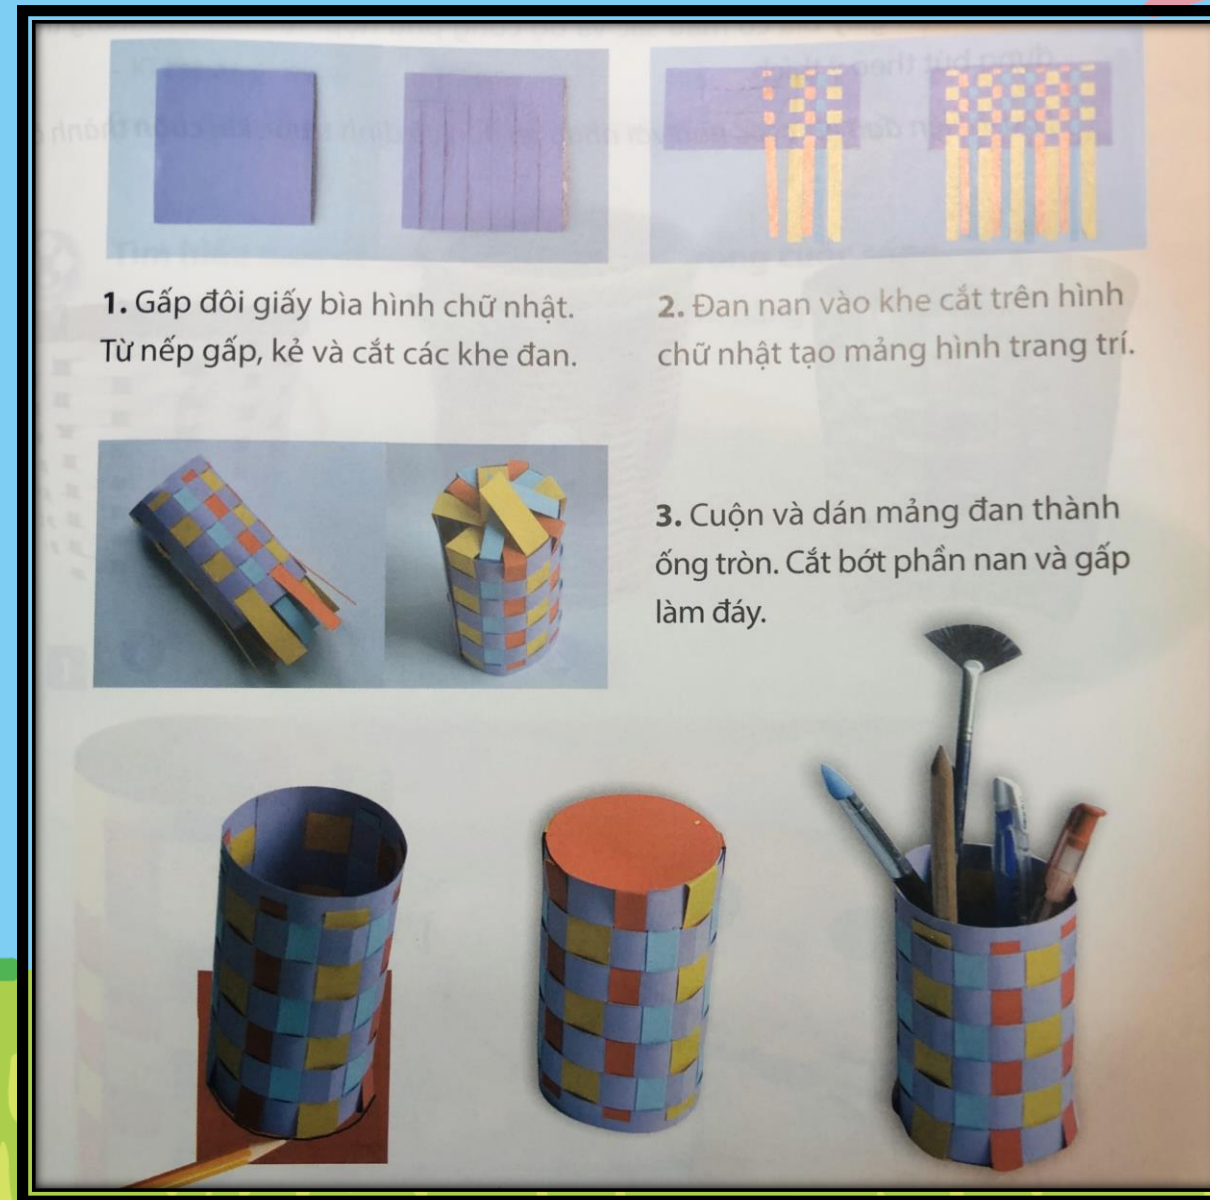 1. Gấp đôi giấy bìa hình chữ nhật.
Từ nếp gấp, kẻ và cắt các khe đan.
2. Đan nan vào khe cắt trên hình
chữ nhật tạo mảng hình trang trí.
3. Cuộn và dán mảng đan thành
ống tròn. Cắt bớt phần nan và gấp
làm đáy.